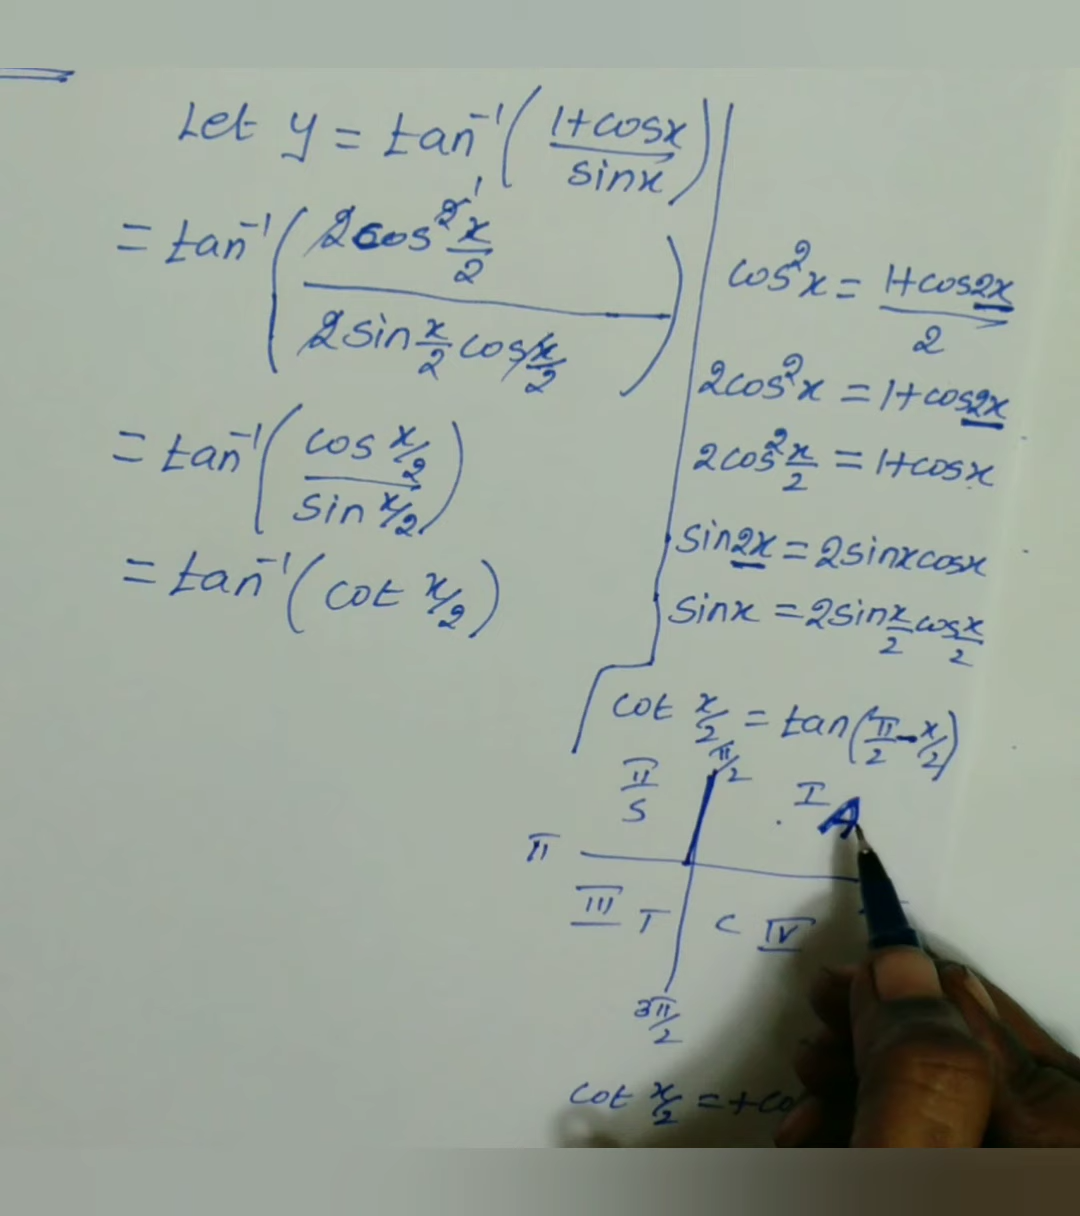 Let y = tan⁻¹( (1+cosx)/(sinx) )
= tan⁻¹( (2cos² x/2)/(2sin x/2 cos x/2) )
= tan⁻¹( (cos x/2)/(sin x/2) )
= tan⁻¹( cot x/2 )
cos²x = (1+cos2x)/2
2cos²x = 1+cos2x
2cos² x/2 = 1+cosx
sin2x = 2sinxcosx
sinx = 2sin x/2 cos x/2
cot x/2 = tan(π/2 - x/2)
π/2
II I
S A
π
III T C IV
3π/2
cot x/2 = +